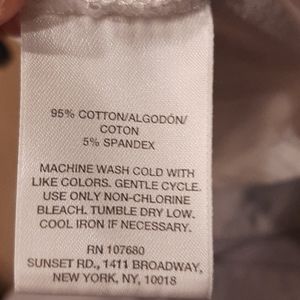 95% COTTON/ALGODÓN/
COTON
5% SPANDEX
MACHINE WASH COLD WITH
LIKE COLORS. GENTLE CYCLE.
USE ONLY NON-CHLORINE
BLEACH. TUMBLE DRY LOW.
COOL IRON IF NECESSARY.
RN 107680
SUNSET RD., 1411 BROADWAY,
NEW YORK, NY, 10018